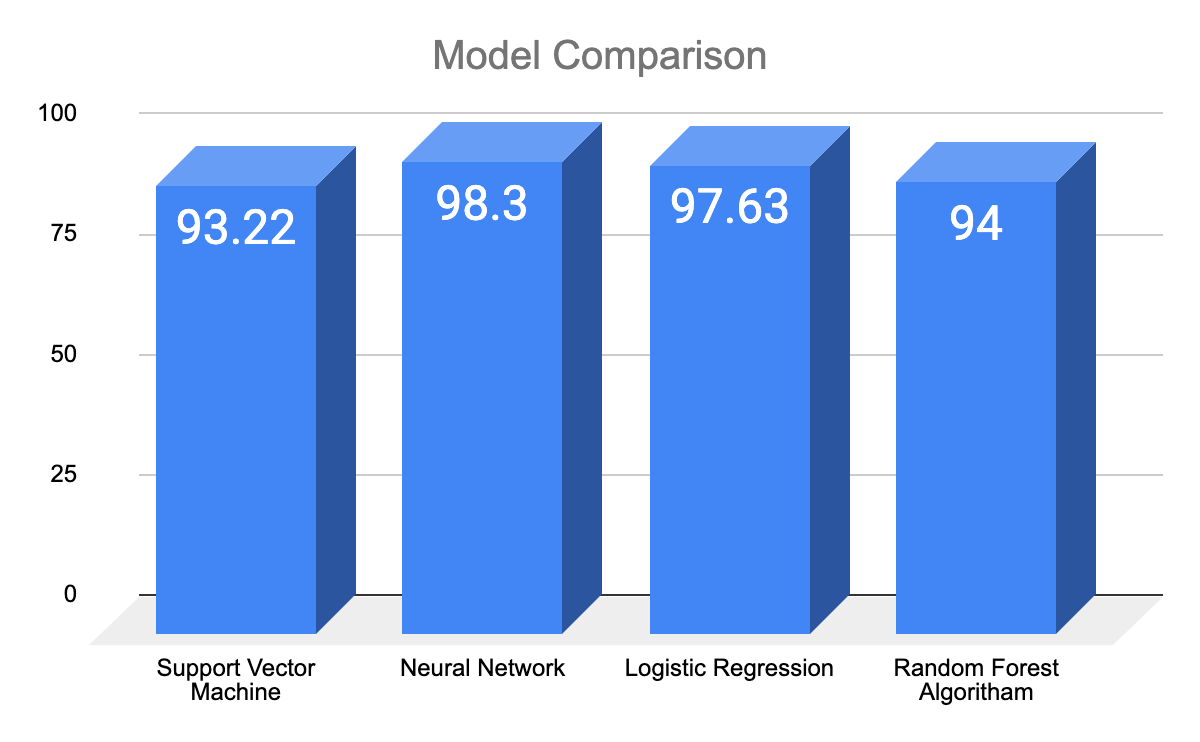 Model Comparison
100
75
50
25
0
93.22
98.3
97.63
94
Support Vector
Machine
Neural Network
Logistic Regression
Random Forest
Algoritham